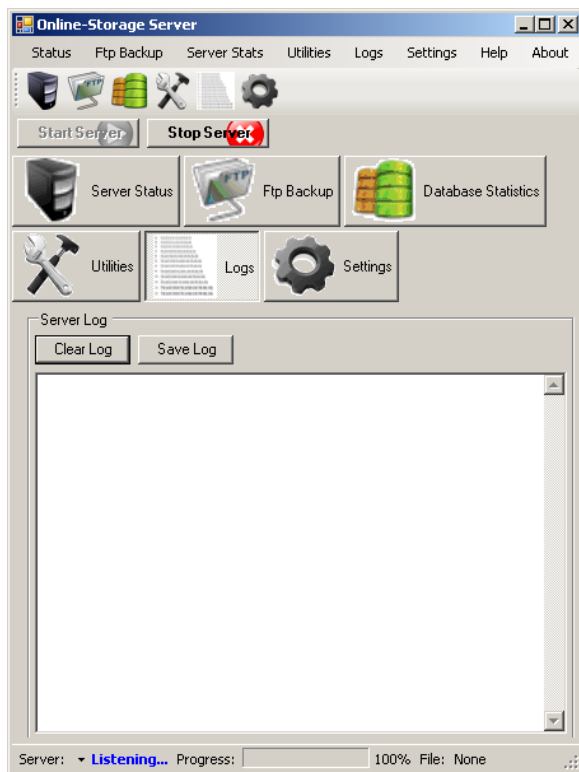 Online-Storage Server
Status Ftp Backup Server Stats Utilities Logs Settings Help About
FTP
Start Server Stop Server
Server Status FTP Ftp Backup Database Statistics
Utilities Logs Settings
Server Log
Clear Log Save Log
Server: Listening... Progress: 100% File: None